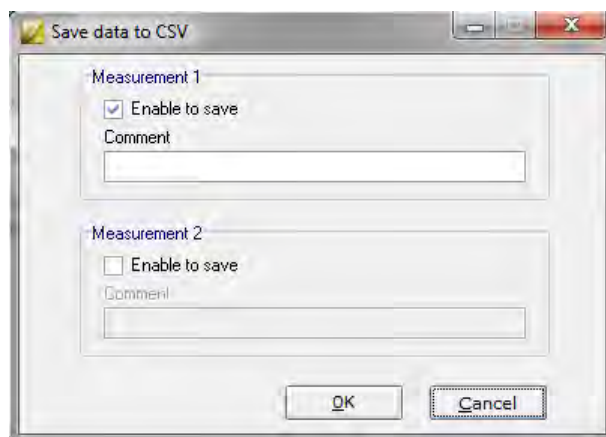 Save data to CSV
Measurement 1
Enable to save
Comment
Measurement 2
Enable to save
Comment
OK
Cancel